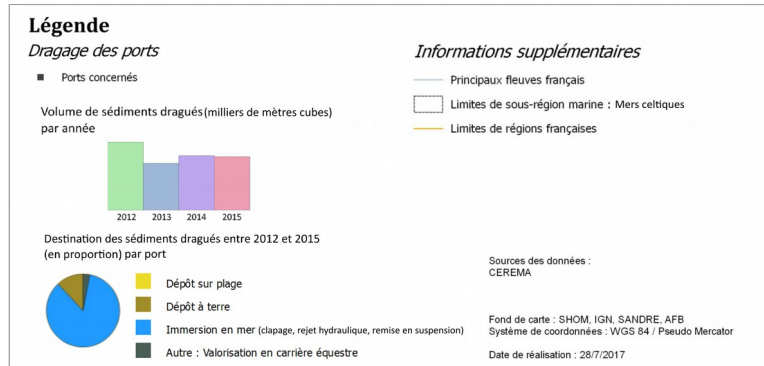 Légende
Dragage des ports
Ports concernés
Volume de sédiments dragués (milliers de mètres cubes)
par année
2012 2013 2014 2015
Destination des sédiments dragués entre 2012 et 2015
(en proportion) par port
Dépôt sur plage
Dépôt à terre
Immersion en mer (clapage, rejet hydraulique, remise en suspension)
Autre : Valorisation en carrière équestre
Informations supplémentaires
Principaux fleuves français
Limites de sous-région marine : Mers celtiques
Limites de régions françaises
Sources des données :
CEREMA
Fond de carte : SHOM, IGN, SANDRE, AFB
Système de coordonnées : WGS 84 / Pseudo Mercator
Date de réalisation : 28/7/2017